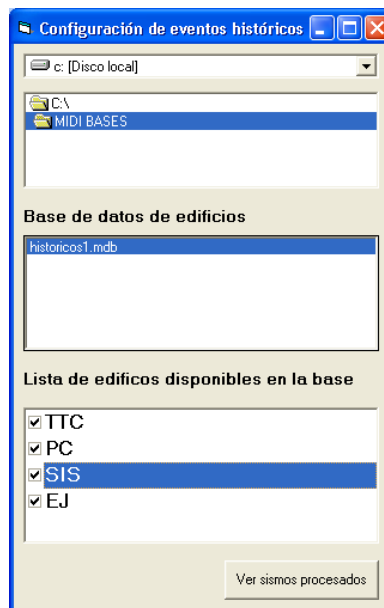 Configuración de eventos históricos
c: [Disco local]
C:\
MIDI BASES
Base de datos de edificios
historicos1.mdb
Lista de edificos disponibles en la base
TTC
PC
SIS
EJ
Ver sismos procesados